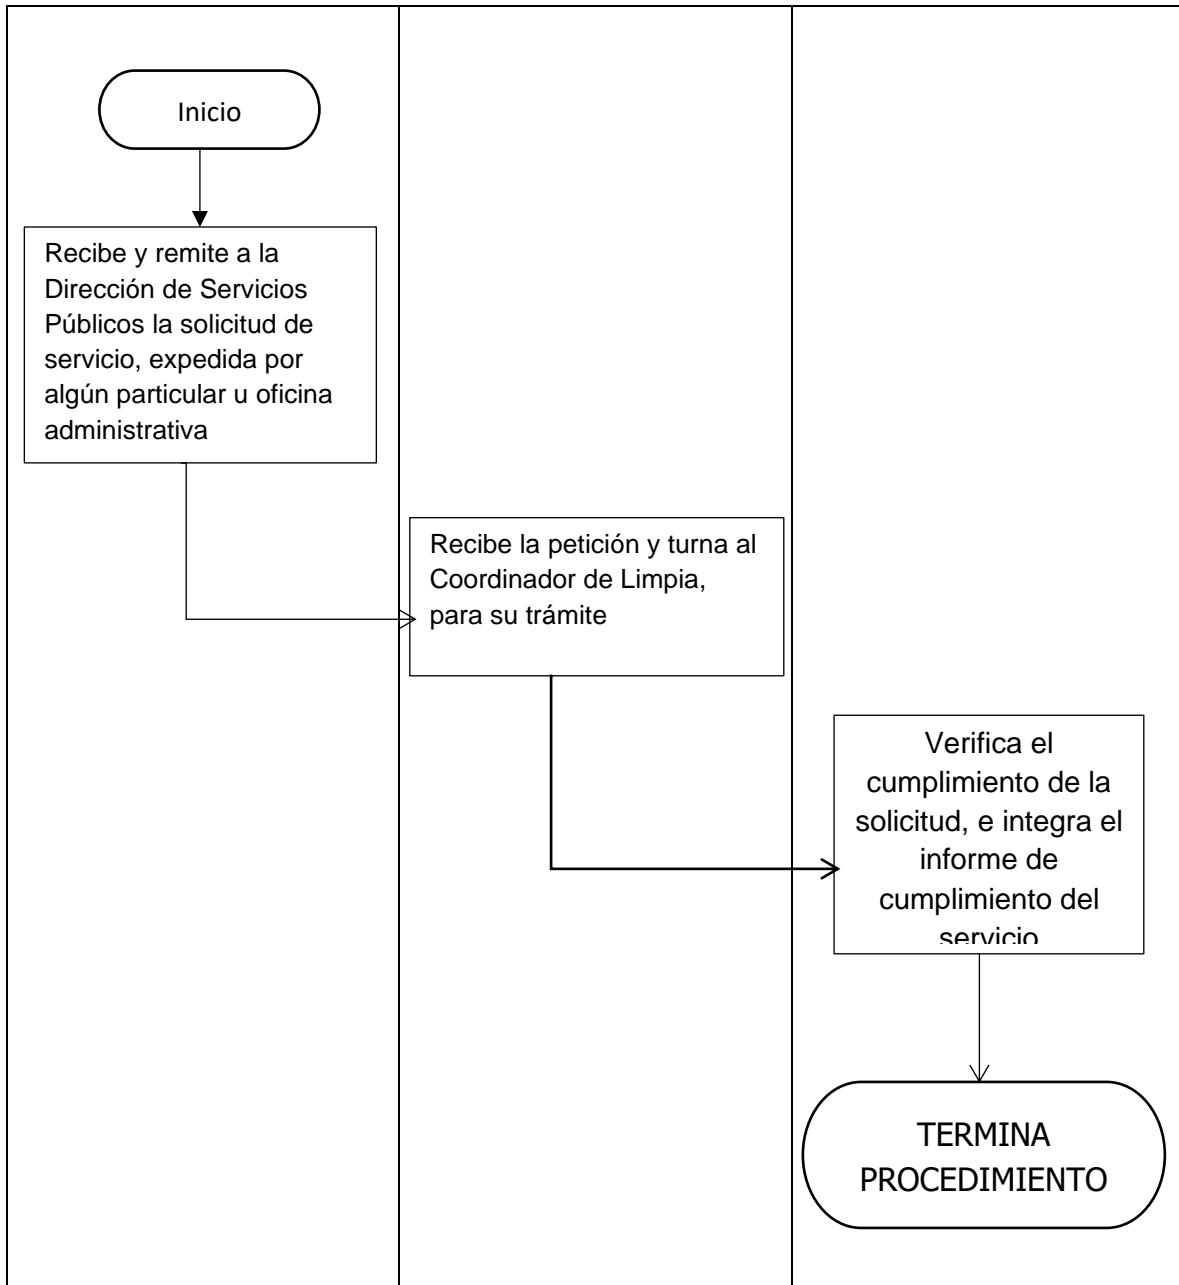 Inicio
Recibe y remite a la
Dirección de Servicios
Públicos la solicitud de
servicio, expedida por
algún particular u oficina
administrativa
Recibe la petición y turna al
Coordinador de Limpia,
para su trámite
Verifica el
cumplimiento de la
solicitud, e integra el
informe de
cumplimiento del
servicio
TERMINA
PROCEDIMIENTO